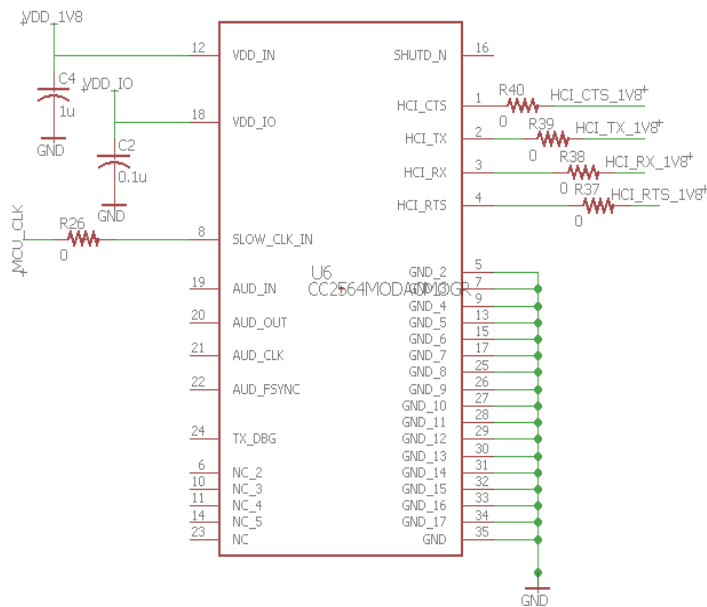 VDD_1V8
C4
1u
GND
VDD_IO
C2
0.1u
GND
MCU_CLK
R26
0
12 VDD_IN
18 VDD_IO
8 SLOW_CLK_IN
19 AUD_IN
20 AUD_OUT
21 AUD_CLK
22 AUD_FSYNC
24 TX_DBG
6 NC_2
10 NC_3
11 NC_4
14 NC_5
23 NC
U6
SHUTD_N 16
HCI_CTS 1 R40 0 HCI_CTS_1V8
HCI_TX 2 R39 0 HCI_TX_1V8
HCI_RX 3 R38 0 HCI_RX_1V8
HCI_RTS 4 R37 0 HCI_RTS_1V8
GND_2 5
7
GND_4 9
GND_5 13
GND_6 15
GND_7 17
GND_8 25
GND_9 26
GND_10 27
GND_11 28
GND_12 29
GND_13 30
GND_14 31
GND_15 32
GND_16 33
GND_17 34
GND 35
GND